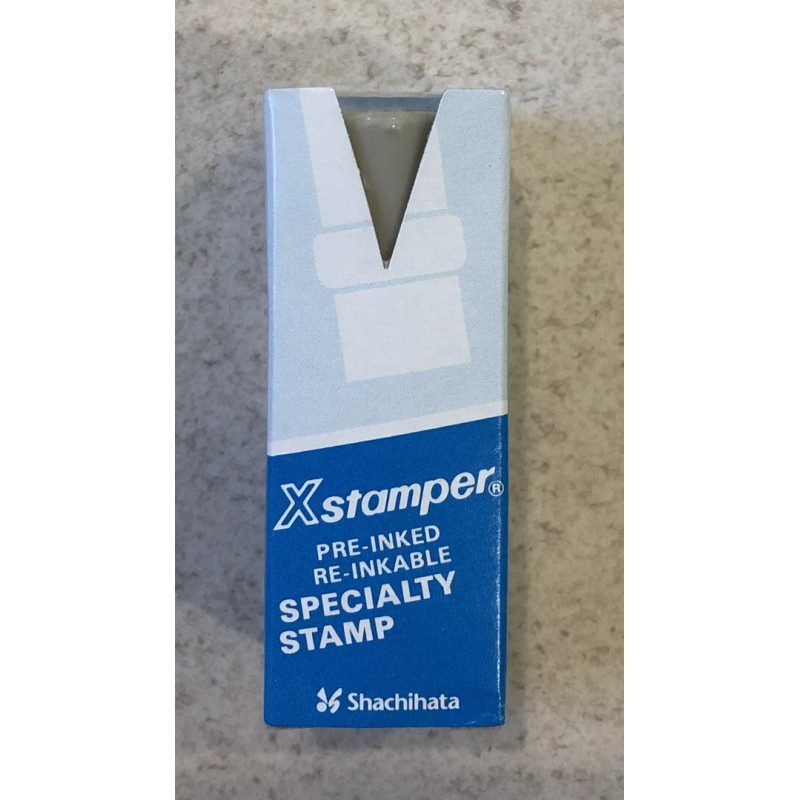 Xstamper®
PRE-INKED
RE-INKABLE
SPECIALTY
STAMP
Shachihata